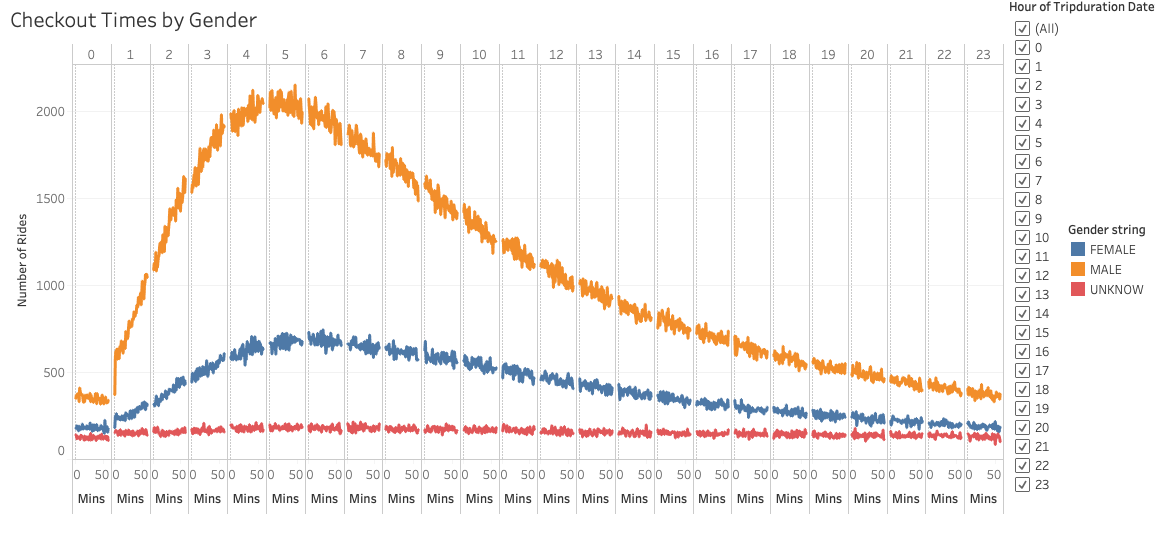 Checkout Times by Gender
0 1 2 3 4 5 6 7 8 9 10 11 12 13 14 15 16 17 18 19 20 21 22 23
2000
1500
1000
500
0
Number of Rides
0 50 0 50 0 50 0 50 0 50 0 50 0 50 0 50 0 50 0 50 0 50 0 50 0 50 0 50 0 50 0 50 0 50 0 50 0 50 0 50 0 50 0 50 0 50 0 50
Mins Mins Mins Mins Mins Mins Mins Mins Mins Mins Mins Mins Mins Mins Mins Mins Mins Mins Mins Mins Mins Mins Mins Mins
Hour of Tripduration Date
(All)
0
1
2
3
4
5
6
7
8
9
10
11
12
13
14
15
16
17
18
19
20
21
22
23
Gender string
FEMALE
MALE
UNKNOW